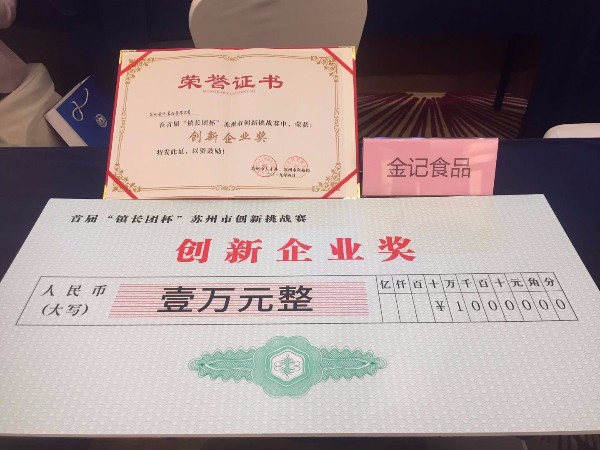 荣誉证书
在首届“镇长团杯”苏州市创新挑战赛中，荣获：
创新企业奖
特发此证，以资鼓励！
金记食品
首届“镇长团杯”苏州市创新挑战赛
创新企业奖
人民币
(大写)
壹万元整
亿仟百十万千百十元角分
¥1000000